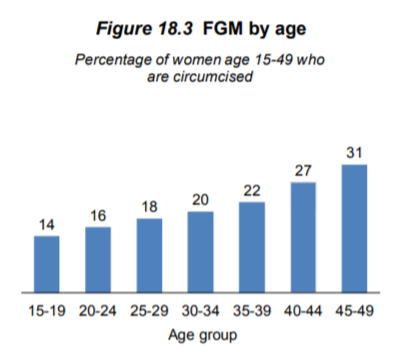 Figure 18.3 FGM by age
Percentage of women age 15-49 who
are circumcised
14 16 18 20 22 27 31
15-19 20-24 25-29 30-34 35-39 40-44 45-49
Age group